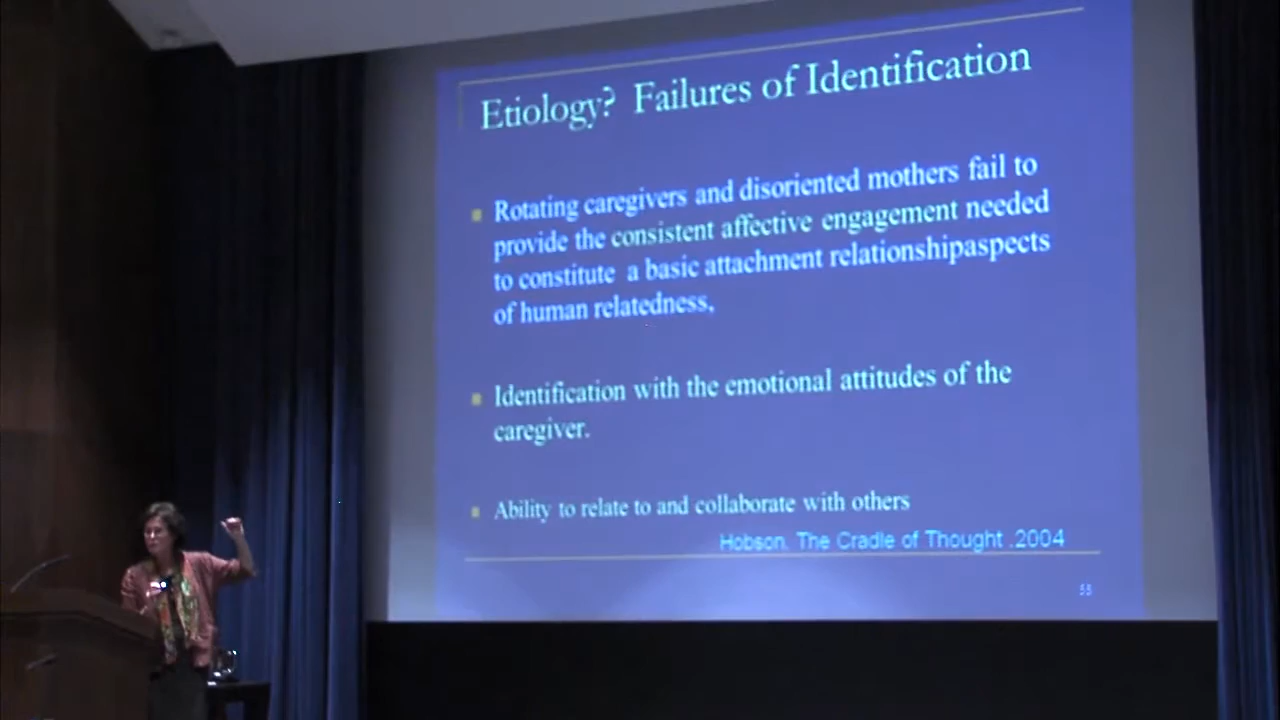 Etiology? Failures of Identification
Rotating caregivers and disoriented mothers fail to
provide the consistent affective engagement needed
to constitute a basic attachment relationshipaspects
of human relatedness,
Identification with the emotional attitudes of the
caregiver.
Ability to relate to and collaborate with others
Hobson. The Cradle of Thought .2004
55